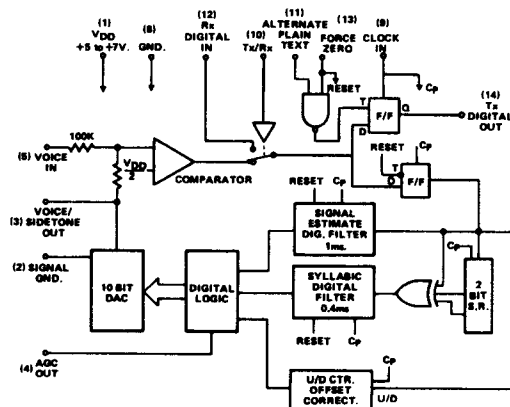 (1)
VDD
+5 to +7V.
(8)
GND.
(12)
Rx
DIGITAL
IN
(10)
Tx/Rx
(11)
ALTERNATE
PLAIN
TEXT
(13)
FORCE
ZERO
(9)
CLOCK
IN
RESET
Cp
(14)
Tx
DIGITAL
OUT
T
F/F
Q
D
100K
(5) VOICE
IN
VDD
2
COMPARATOR
RESET
Cp
T
D
F/F
VOICE/
(3) SIDETONE
OUT
RESET Cp
SIGNAL
ESTIMATE
DIG. FILTER
1ms.
(2) SIGNAL
GND.
10 BIT
DAC
DIGITAL
LOGIC
SYLLABIC
DIGITAL
FILTER
0.4ms
Cp
2
BIT
S.R.
RESET Cp
(4) AGC
OUT
U/D CTR.
OFFSET
CORRECT.
Cp
U/D